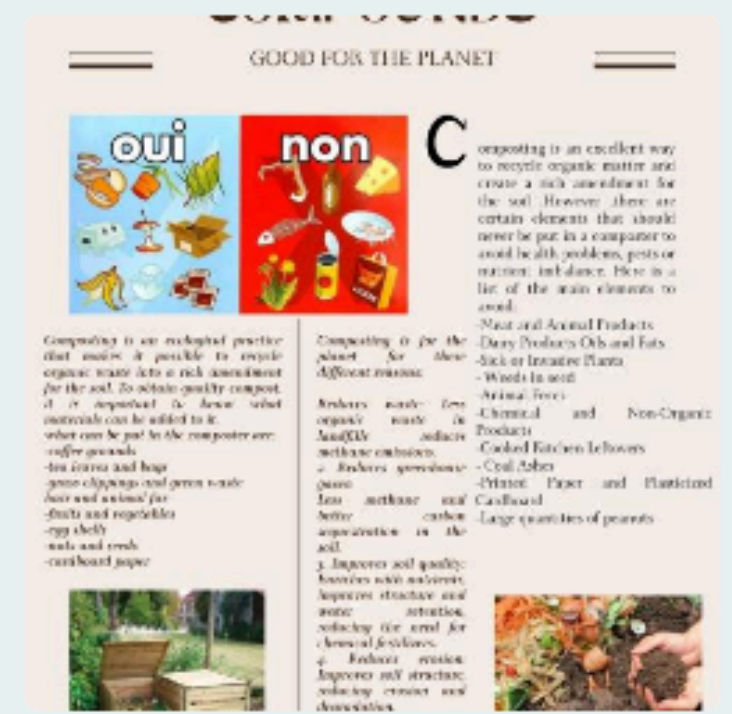 GOOD FOR THE PLANET
oui
non
Composting is an ecological practice
that makes it possible to recycle
organic waste into a rich amendment
for the soil. To obtain quality compost,
it is important to know what
materials can be added to it.
what can be put in the composter are:
-coffee grounds
-tea leaves and bags
-grass clippings and green waste
hair and animal fur
-fruits and vegetables
-egg shells
-nuts and seeds
-cardboard paper
Composting is for the
planet for these
different reasons:
Reduces waste: Less
organic waste in
landfills reduces
methane emissions.
2. Reduces greenhouse
gases
Less methane and
better carbon
sequestration in the
soil.
3. Improves soil quality:
Enriches with nutrients,
improves structure and
water retention,
reducing the need for
chemical fertilizers.
4. Reduces erosion:
Improves soil structure,
reducing erosion and
degradation.
C
omposting is an excellent way
to recycle organic matter and
create a rich amendment for
the soil .However ,there are
certain elements that should
never be put in a composter to
avoid health problems, pests or
nutrient imbalance. Here is a
list of the main elements to
avoid:
-Meat and Animal Products
-Dairy Products Oils and Fats
-Sick or Invasive Plants
- Weeds in seed
-Animal Feces
-Chemical and Non-Organic
Products
-Cooked Kitchen Leftovers
- Coal Ashes
-Printed Paper and Plasticized
Cardboard
-Large quantities of peanuts